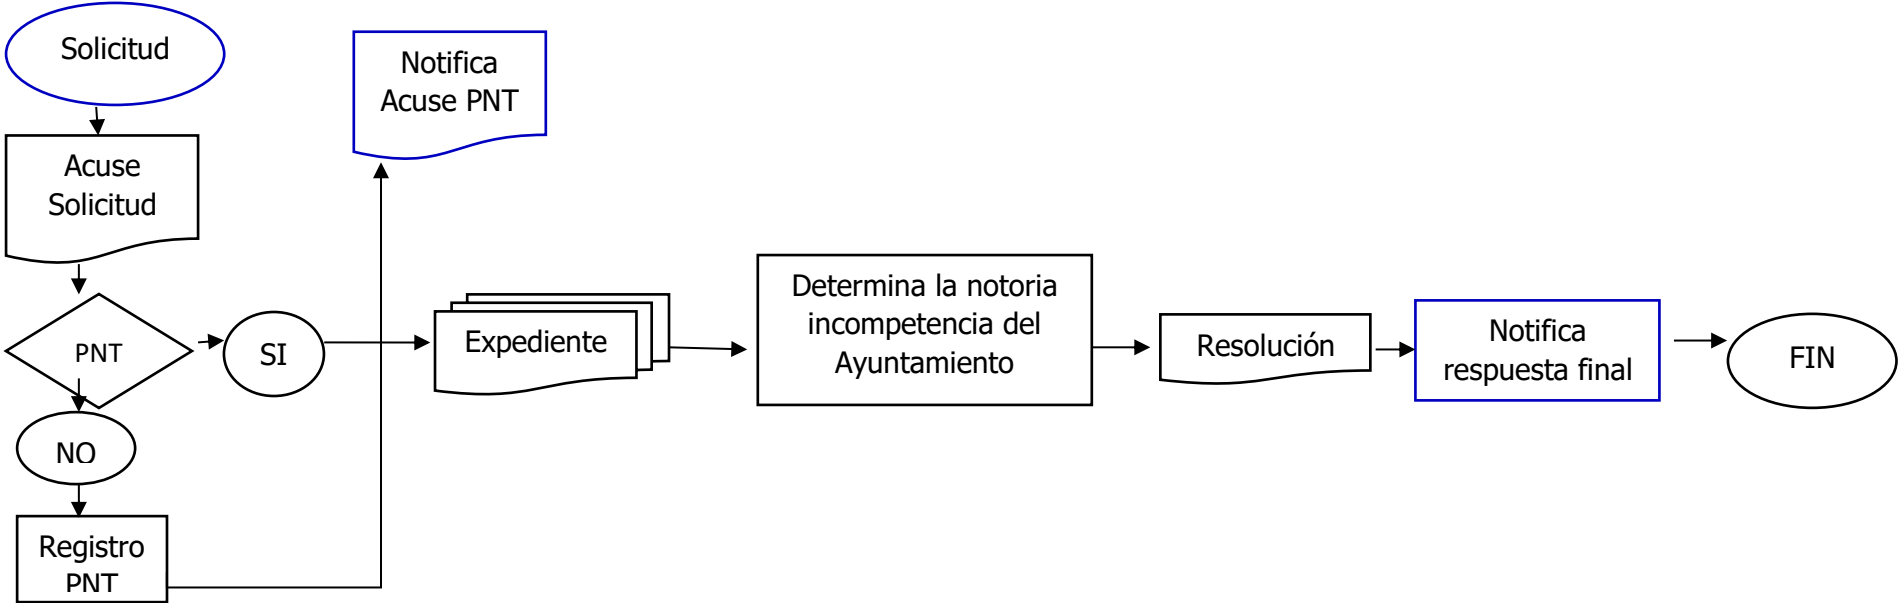 Solicitud
Notifica
Acuse PNT
Acuse
Solicitud
PNT
SI
NO
Registro
PNT
Expediente
Determina la notoria
incompetencia del
Ayuntamiento
Resolución
Notifica
respuesta final
FIN